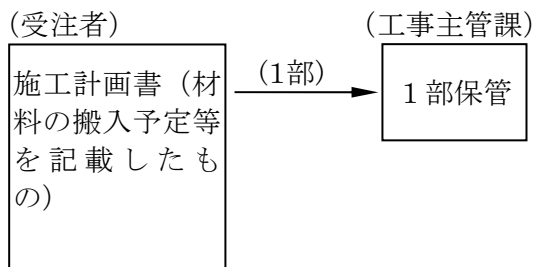 (受注者)
(工事主管課)
施工計画書（材
料の搬入予定等
を記載したも
の）
(1部)
１部保管